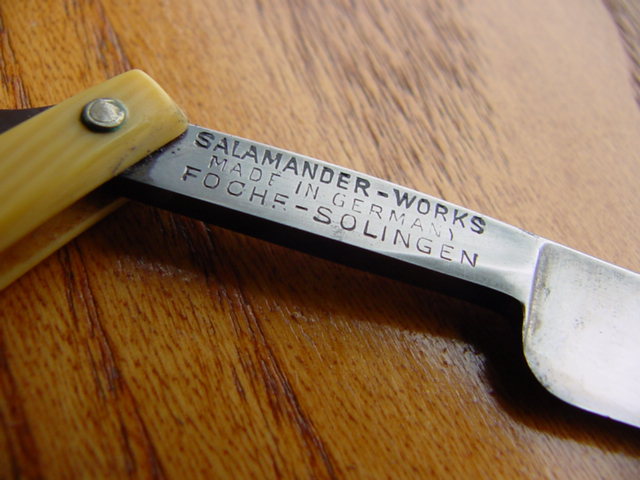 SALAMANDER-WORKS
MADE IN GERMANY
FOCHE-SOLINGEN